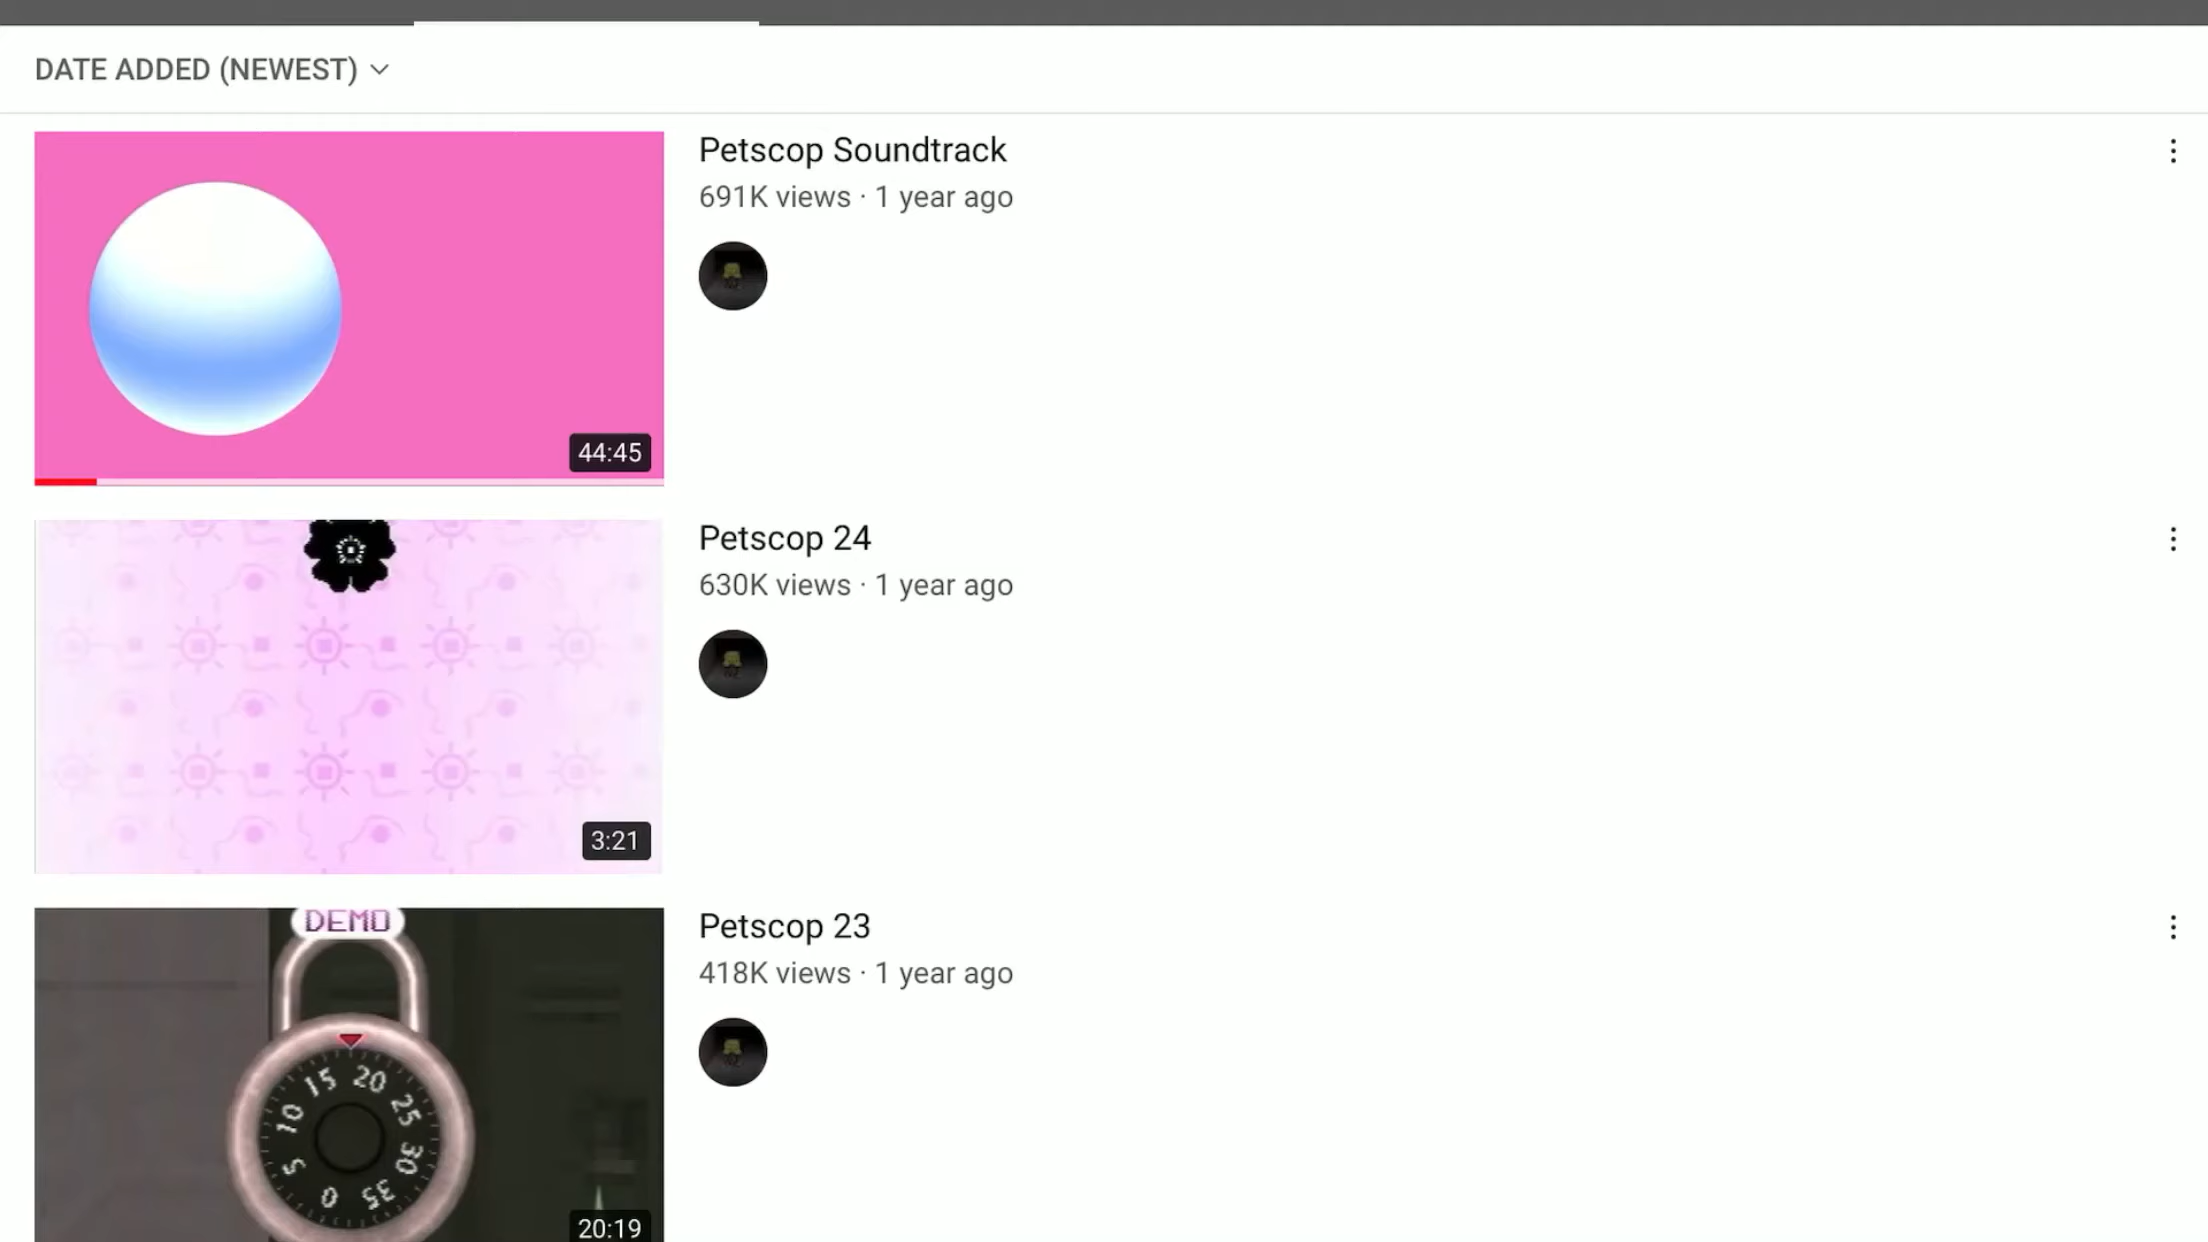 DATE ADDED (NEWEST)
Petscop Soundtrack
691K views · 1 year ago
44:45
Petscop 24
630K views · 1 year ago
3:21
Petscop 23
418K views · 1 year ago
DEMO
0 5 10 15 20 25 30 35
20:19